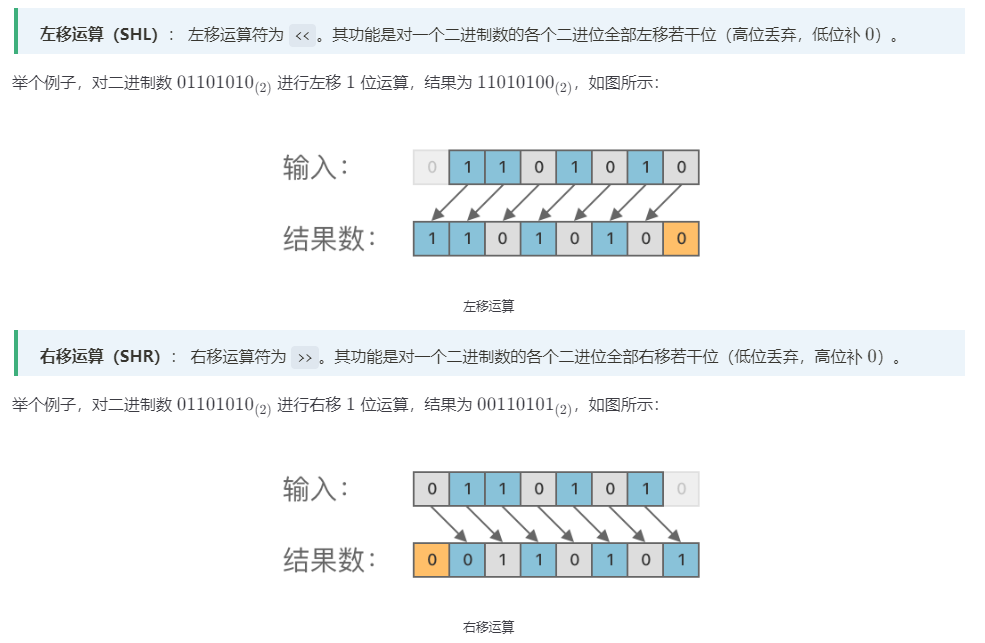 左移运算（SHL）： 左移运算符为 <<。其功能是对一个二进制数的各个二进位全部左移若干位（高位丢弃，低位补 0）。
举个例子，对二进制数 01101010(2) 进行左移 1 位运算，结果为 11010100(2)，如图所示：
输入： 0 1 1 0 1 0 1 0
结果数： 1 1 0 1 0 1 0 0
左移运算
右移运算（SHR）： 右移运算符为 >>。其功能是对一个二进制数的各个二进位全部右移若干位（低位丢弃，高位补 0）。
举个例子，对二进制数 01101010(2) 进行右移 1 位运算，结果为 00110101(2)，如图所示：
输入： 0 1 1 0 1 0 1 0
结果数： 0 0 1 1 0 1 0 1
右移运算